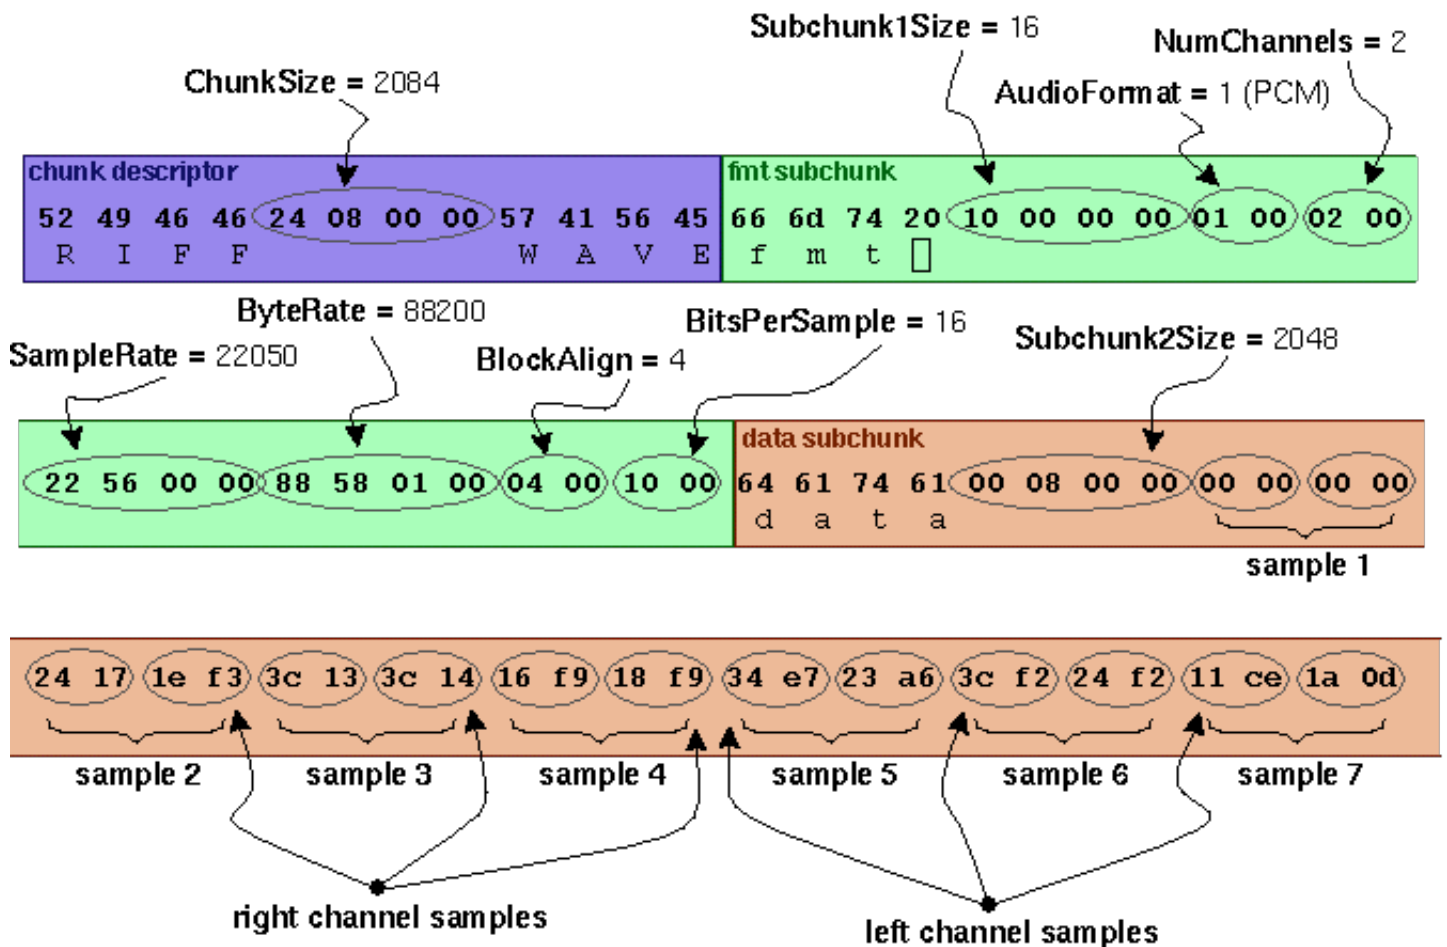 Subchunk1Size = 16
NumChannels = 2
ChunkSize = 2084
AudioFormat = 1 (PCM)
chunk descriptor
fmt subchunk
52 49 46 46 24 08 00 00 57 41 56 45 66 6d 74 20 10 00 00 00 01 00 02 00
R I F F W A V E f m t
ByteRate = 88200
BitsPerSample = 16
SampleRate = 22050
BlockAlign = 4
Subchunk2Size = 2048
data subchunk
22 56 00 00 88 58 01 00 04 00 10 00 64 61 74 61 00 08 00 00 00 00 00 00
d a t a
sample 1
24 17 1e f3 3c 13 3c 14 16 f9 18 f9 34 e7 23 a6 3c f2 24 f2 11 ce 1a 0d
sample 2 sample 3 sample 4 sample 5 sample 6 sample 7
right channel samples
left channel samples